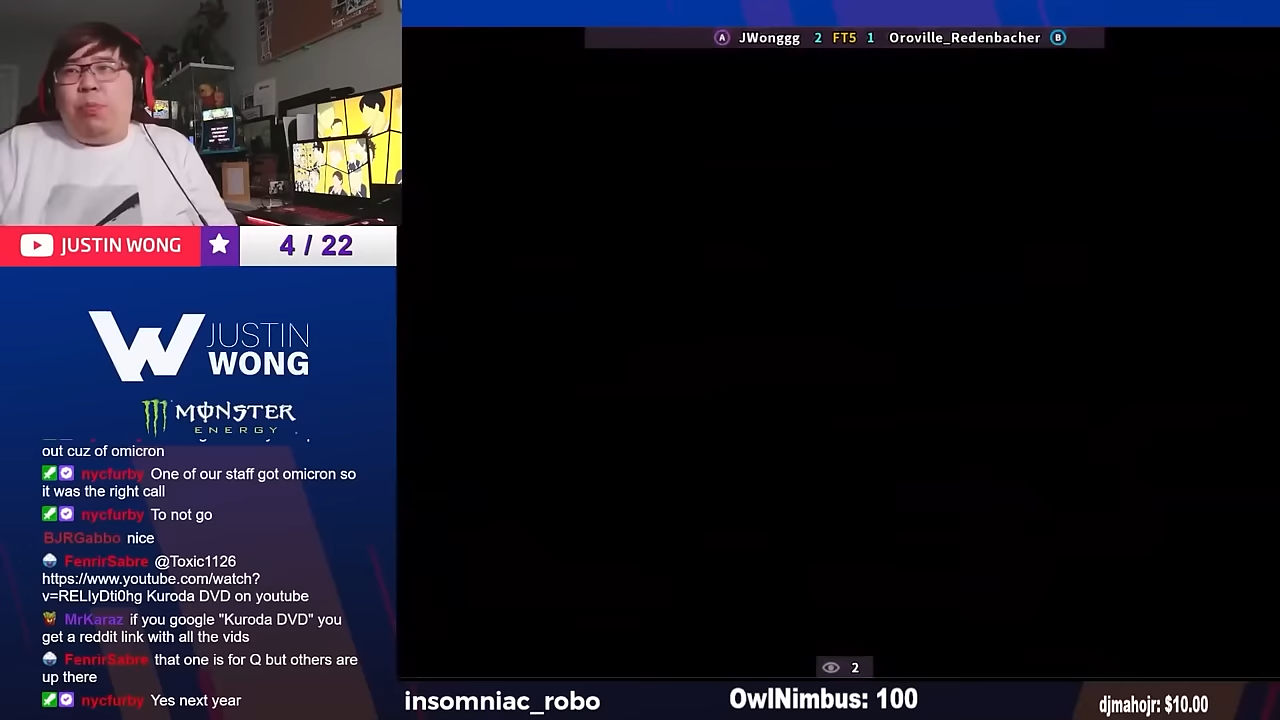 JWonggg 2 FT5 1 Oroville_Redenbacher
JUSTIN WONG
4 / 22
JUSTIN
WONG
MONSTER
ENERGY
out cuz of omicron
nycfurby One of our staff got omicron so
it was the right call
nycfurby To not go
BJRGabbo nice
FenrirSabre @Toxic1126
https://www.youtube.com/watch?
v=RELIyDti0hg Kuroda DVD on youtube
MrKaraz if you google "Kuroda DVD" you
get a reddit link with all the vids
FenrirSabre that one is for Q but others are
up there
nycfurby Yes next year
2
insomniac_robo
OwlNimbus: 100
djmahojr: $10.00